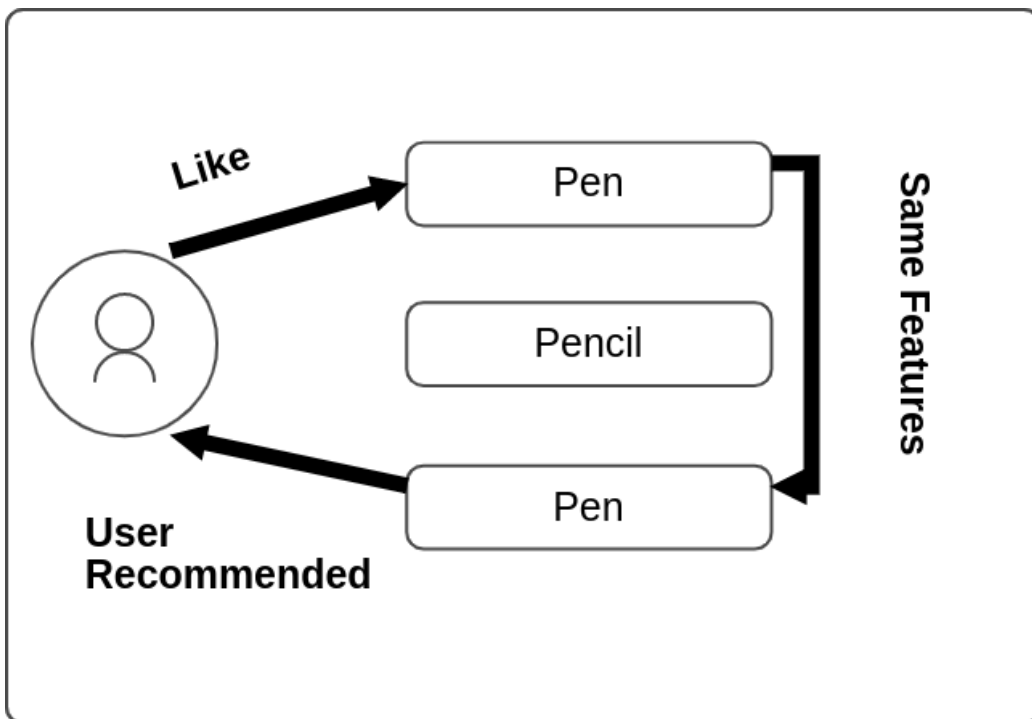 Like
Pen
Same Features
Pencil
Pen
User
Recommended